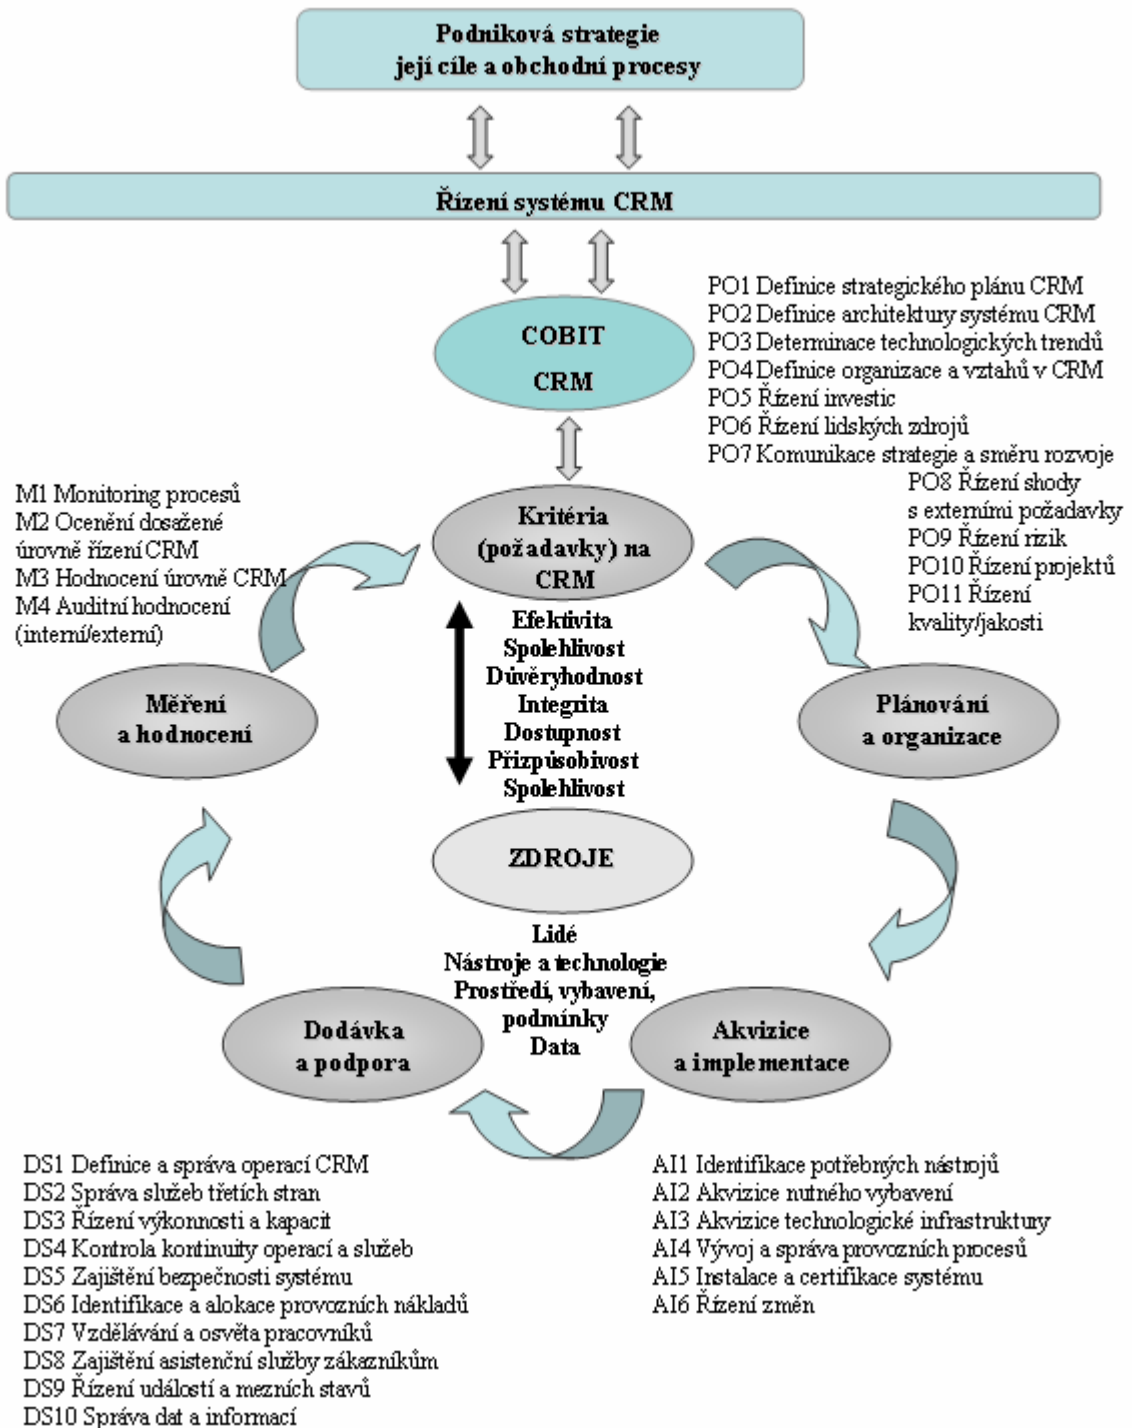 Podniková strategie
její cíle a obchodní procesy
Řízení systému CRM
COBIT
CRM
PO1 Definice strategického plánu CRM
PO2 Definice architektury systému CRM
PO3 Determinace technologických trendů
PO4 Definice organizace a vztahů v CRM
PO5 Řízení investic
PO6 Řízení lidských zdrojů
PO7 Komunikace strategie a směru rozvoje
PO8 Řízení shody
s externími požadavky
PO9 Řízení rizik
PO10 Řízení projektů
PO11 Řízení
kvality/jakosti
M1 Monitoring procesů
M2 Ocenění dosažené
úrovně řízení CRM
M3 Hodnocení úrovně CRM
M4 Auditní hodnocení
(interní/externí)
Kritéria
(požadavky) na
CRM
Efektivita
Spolehlivost
Důvěryhodnost
Integrita
Dostupnost
Přizpůsobivost
Spolehlivost
Měření
a hodnocení
Plánování
a organizace
ZDROJE
Lidé
Nástroje a technologie
Prostředí, vybavení,
podmínky
Data
Dodávka
a podpora
Akvizice
a implementace
DS1 Definice a správa operací CRM
DS2 Správa služeb třetích stran
DS3 Řízení výkonnosti a kapacit
DS4 Kontrola kontinuity operací a služeb
DS5 Zajištění bezpečnosti systému
DS6 Identifikace a alokace provozních nákladů
DS7 Vzdělávání a osvěta pracovníků
DS8 Zajištění asistenční služby zákazníkům
DS9 Řízení událostí a mezních stavů
DS10 Správa dat a informací
AI1 Identifikace potřebných nástrojů
AI2 Akvizice nutného vybavení
AI3 Akvizice technologické infrastruktury
AI4 Vývoj a správa provozních procesů
AI5 Instalace a certifikace systému
AI6 Řízení změn